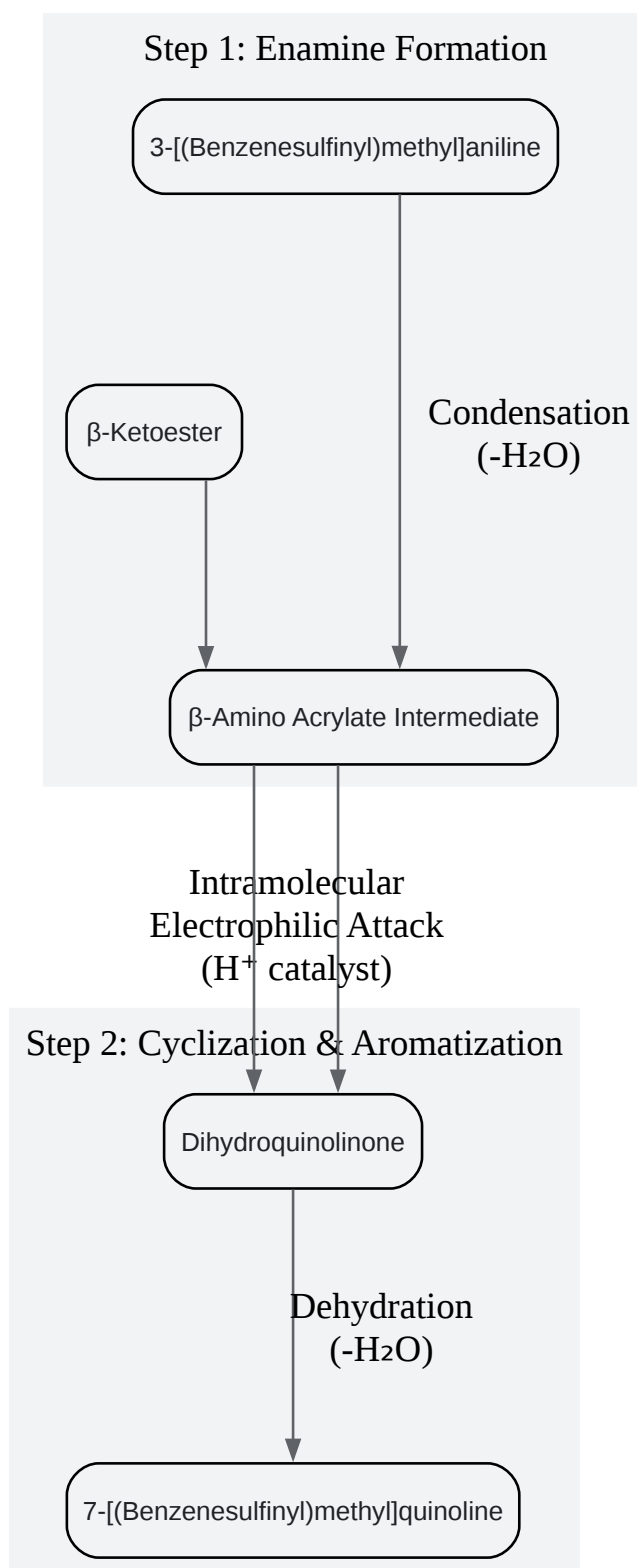 Step 1: Enamine Formation
3-[(Benzenesulfinyl)methyl]aniline
β-Ketoester
Condensation
(-H₂O)
β-Amino Acrylate Intermediate
Intramolecular
Electrophilic Attack
(H⁺ catalyst)
Step 2: Cyclization & Aromatization
Dihydroquinolinone
Dehydration
(-H₂O)
7-[(Benzenesulfinyl)methyl]quinoline